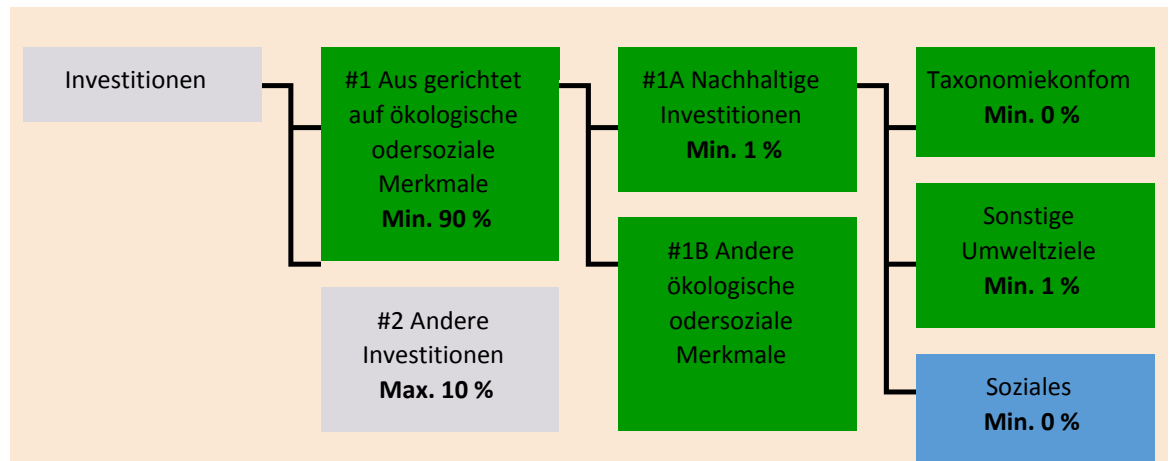 Investitionen
#1 Aus gerichtet
auf ökologische
odersoziale
Merkmale
Min. 90 %
#2 Andere
Investitionen
Max. 10 %
#1A Nachhaltige
Investitionen
Min. 1 %
#1B Andere
ökologische
odersoziale
Merkmale
Taxonomiekonfom
Min. 0 %
Sonstige
Umweltziele
Min. 1 %
Soziales
Min. 0 %